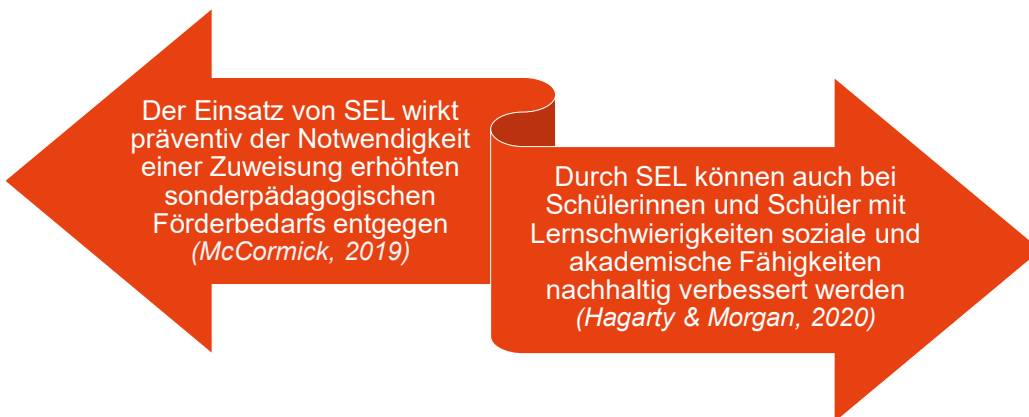 Der Einsatz von SEL wirkt
präventiv der Notwendigkeit
einer Zuweisung erhöhten
sonderpädagogischen
Förderbedarfs entgegen
(McCormick, 2019)
Durch SEL können auch bei
Schülerinnen und Schüler mit
Lernschwierigkeiten soziale und
akademische Fähigkeiten
nachhaltig verbessert werden
(Hagarty & Morgan, 2020)